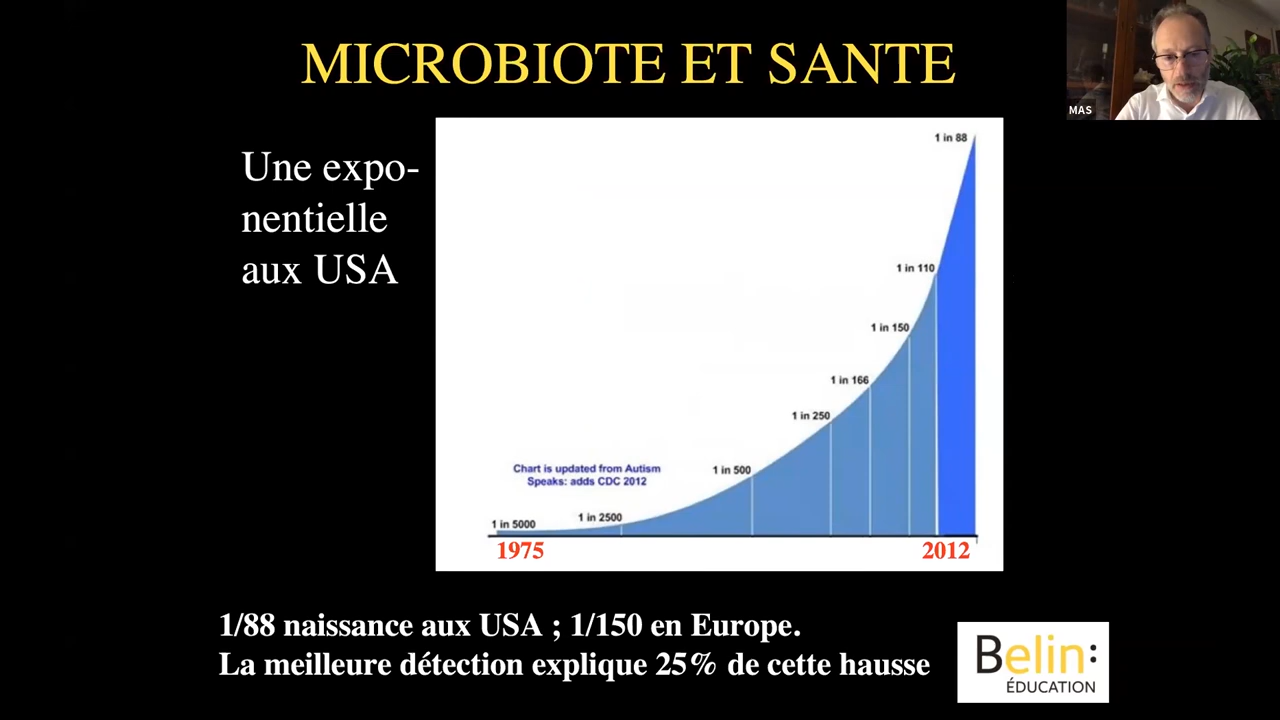 MICROBIOTE ET SANTE
MAS
Une expo-
nentielle
aux USA
1 in 88
1 in 110
1 in 150
1 in 166
1 in 250
1 in 500
Chart is updated from Autism
Speaks: adds CDC 2012
1 in 2500
1 in 5000
1975
2012
1/88 naissance aux USA ; 1/150 en Europe.
La meilleure détection explique 25% de cette hausse
Belin:
ÉDUCATION